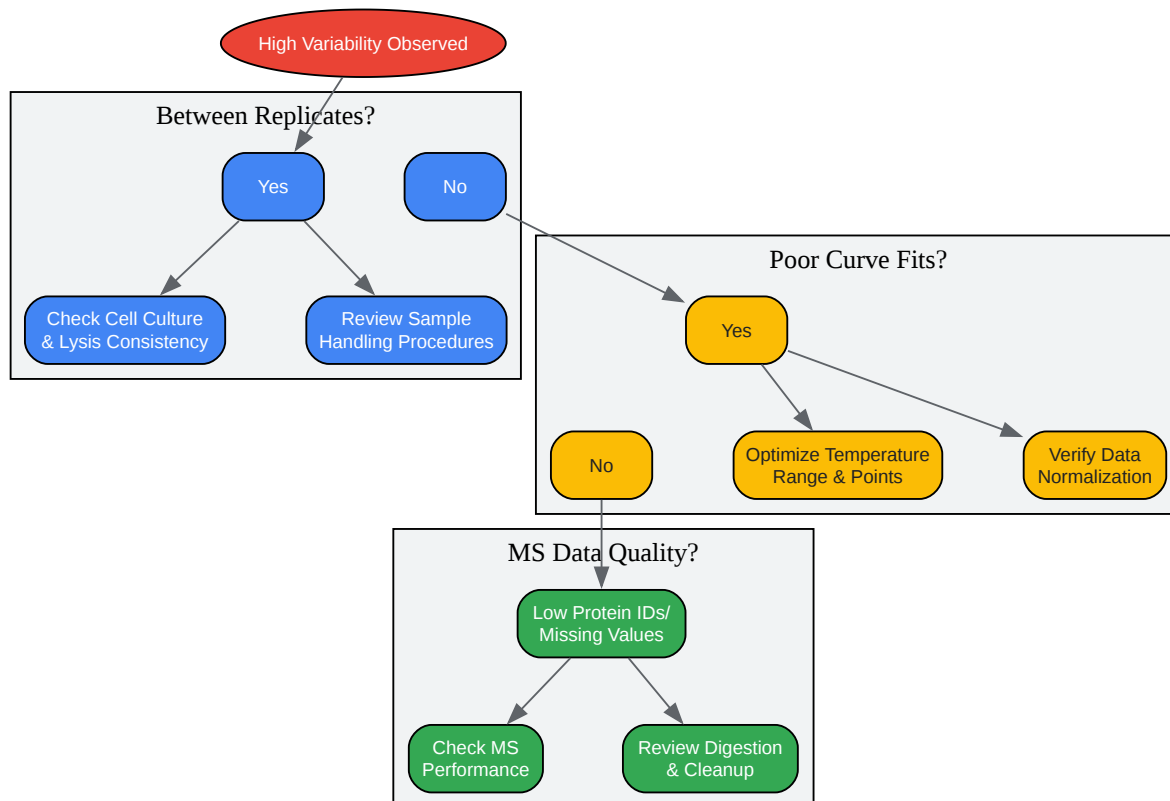 High Variability Observed
Between Replicates?
Yes
No
Check Cell Culture
& Lysis Consistency
Review Sample
Handling Procedures
Poor Curve Fits?
Yes
No
Optimize Temperature
Range & Points
Verify Data
Normalization
MS Data Quality?
Low Protein IDs/
Missing Values
Check MS
Performance
Review Digestion
& Cleanup